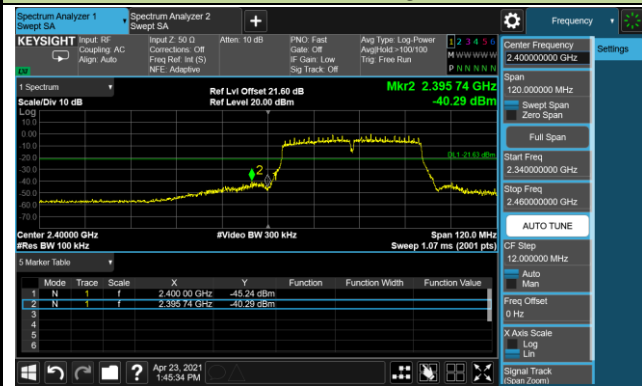 Spectrum Analyzer 1
Swept SA
Spectrum Analyzer 2
Swept SA
Frequency
KEYSIGHT
Input: RF
Coupling: AC
Align: Auto
Input Z: 50 Ω
Corrections: Off
Freq Ref: Int (S)
NFE: Adaptive
Atten: 10 dB
PNO: Fast
Gate: Off
IF Gain: Low
Sig Track: Off
Avg Type: Log-Power
Avg|Hold:>100/100
Trig: Free Run
1 2 3 4 5 6
M W W W W W
P N N N N N
Center Frequency
2.400000000 GHz
Settings
Span
120.000000 MHz
Swept Span
Zero Span
Full Span
Start Freq
2.340000000 GHz
Stop Freq
2.460000000 GHz
AUTO TUNE
CF Step
12.000000 MHz
Auto
Man
Freq Offset
0 Hz
X Axis Scale
Log
Lin
Signal Track
(Span Zoom)
1 Spectrum
Scale/Div 10 dB
Log
Ref Lvl Offset 21.60 dB
Ref Level 20.00 dBm
Mkr2 2.395 74 GHz
-40.29 dBm
10.0
0.00
-10.0
-20.0
-30.0
-40.0
-50.0
-60.0
-70.0
DL1 -21.63 dBm
2
Center 2.40000 GHz
#Res BW 100 kHz
#Video BW 300 kHz
Span 120.0 MHz
Sweep 1.07 ms (2001 pts)
5 Marker Table
Mode Trace Scale X Y Function Function Width Function Value
1 N 1 f 2.400 00 GHz -45.24 dBm
2 N 1 f 2.395 74 GHz -40.29 dBm
3
4
5
6
Apr 23, 2021
1:45:34 PM